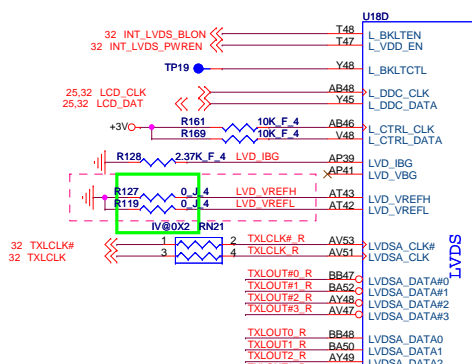 U18D
32 INT_LVDS_BLON T48 L_BKLTEN
32 INT_LVDS_PWREN T47 L_VDD_EN
TP19 Y48 L_BKLTCTL
25,32 LCD_CLK AB48 L_DDC_CLK
25,32 LCD_DAT Y45 L_DDC_DATA
+3V R161 10K_F_4 AB46 L_CTRL_CLK
R169 10K_F_4 V48 L_CTRL_DATA
R128 2.37K_F_4 LVD_IBG AP39 LVD_IBG
AP41 LVD_VBG
R127 0_J_4 LVD_VREFH AT43 LVD_VREFH
R119 0_J_4 LVD_VREFL AT42 LVD_VREFL
IV@0X2 RN21
32 TXLCLK# 1 2 TXLCLK#_R AV53 LVDSA_CLK#
32 TXLCLK 3 4 TXLCLK_R AV51 LVDSA_CLK
LVDS
TXLOUT#0_R BB47 LVDSA_DATA#0
TXLOUT#1_R BA52 LVDSA_DATA#1
TXLOUT#2_R AY48 LVDSA_DATA#2
TXLOUT#3_R AV47 LVDSA_DATA#3
TXLOUT0_R BB48 LVDSA_DATA0
TXLOUT1_R BA50 LVDSA_DATA1
TXLOUT2_R AY49 LVDSA_DATA2